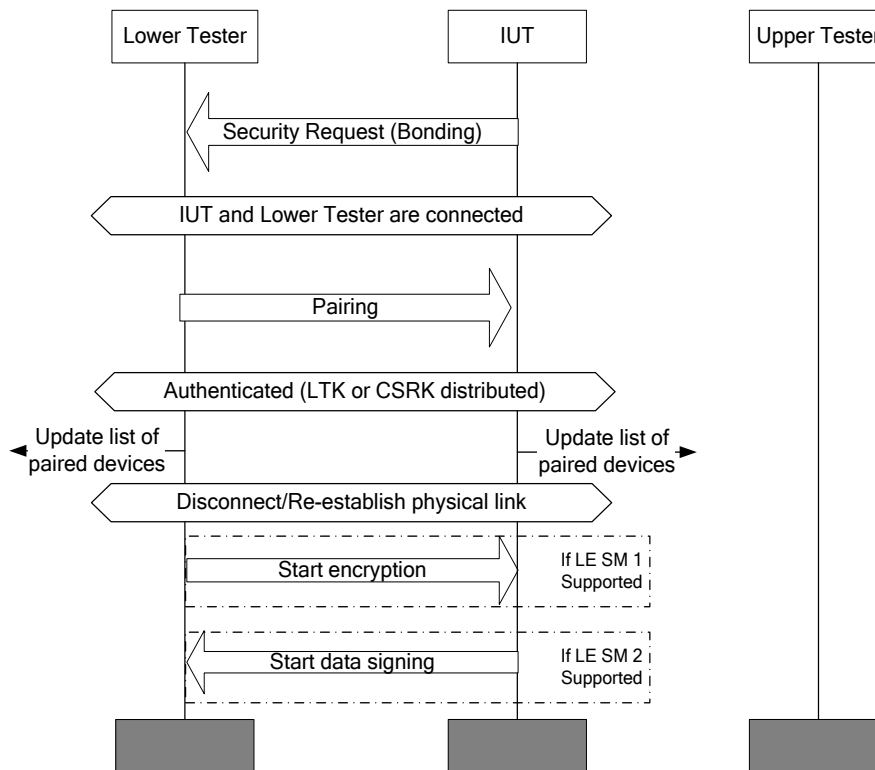 Lower Tester
IUT
Upper Tester
Security Request (Bonding)
IUT and Lower Tester are connected
Pairing
Authenticated (LTK or CSRK distributed)
Update list of
paired devices
Update list of
paired devices
Disconnect/Re-establish physical link
Start encryption
If LE SM 1
Supported
Start data signing
If LE SM 2
Supported